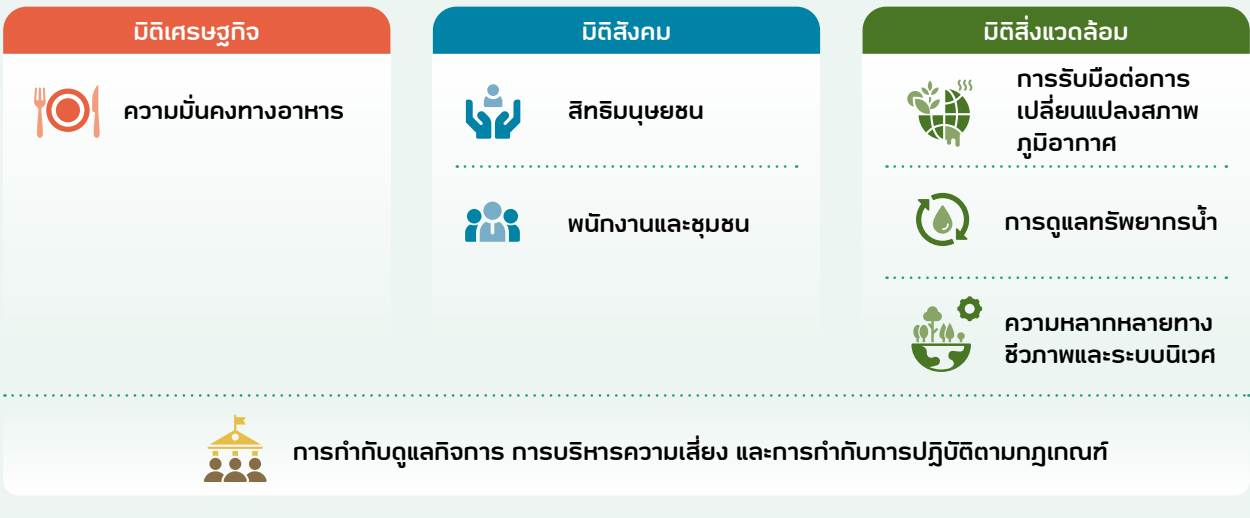 มิติเศรษฐกิจ
ความมั่นคงทางอาหาร
มิติสังคม
สิทธิมนุษยชน
พนักงานและชุมชน
มิติสิ่งแวดล้อม
การรับมือต่อการ
เปลี่ยนแปลงสภาพ
ภูมิอากาศ
การดูแลทรัพยากรน้ำ
ความหลากหลายทาง
ชีวภาพและระบบนิเวศ
การกำกับดูแลกิจการ การบริหารความเสี่ยง และการกำกับการปฏิบัติตามกฎเกณฑ์